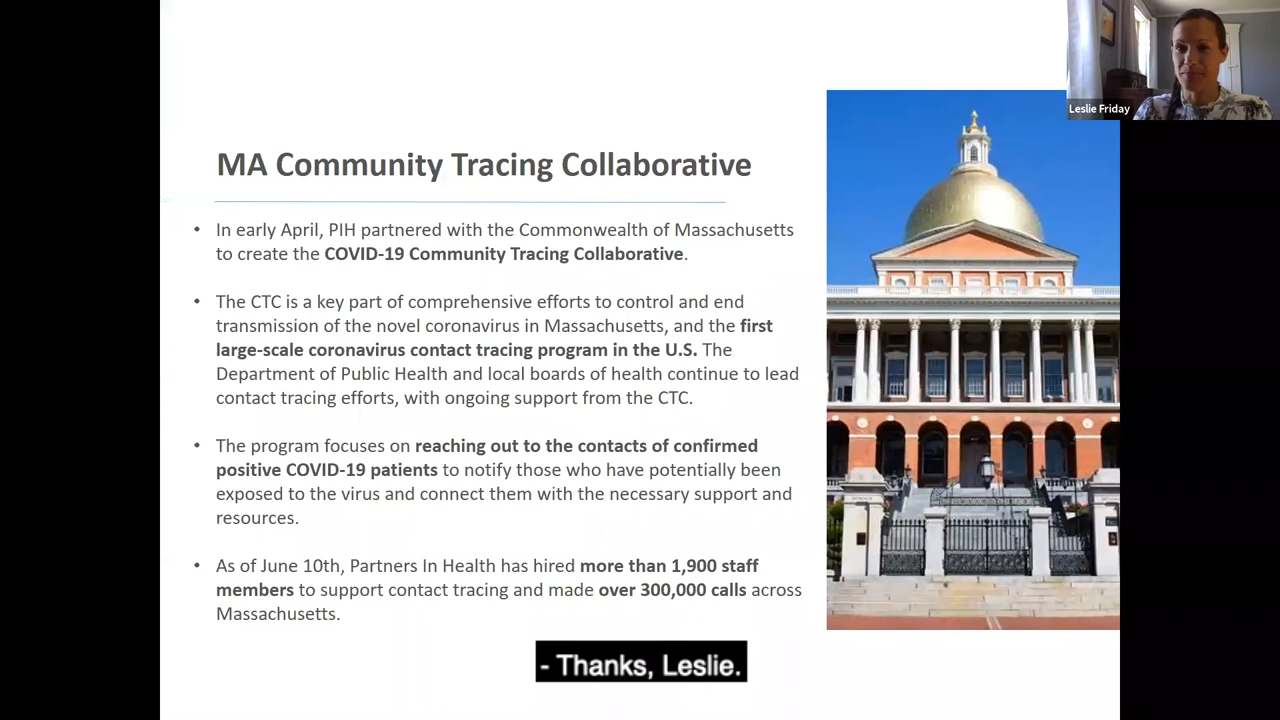 Leslie Friday
MA Community Tracing Collaborative
• In early April, PIH partnered with the Commonwealth of Massachusetts
to create the COVID-19 Community Tracing Collaborative.
• The CTC is a key part of comprehensive efforts to control and end
transmission of the novel coronavirus in Massachusetts, and the first
large-scale coronavirus contact tracing program in the U.S. The
Department of Public Health and local boards of health continue to lead
contact tracing efforts, with ongoing support from the CTC.
• The program focuses on reaching out to the contacts of confirmed
positive COVID-19 patients to notify those who have potentially been
exposed to the virus and connect them with the necessary support and
resources.
• As of June 10th, Partners In Health has hired more than 1,900 staff
members to support contact tracing and made over 300,000 calls across
Massachusetts.
- Thanks, Leslie.